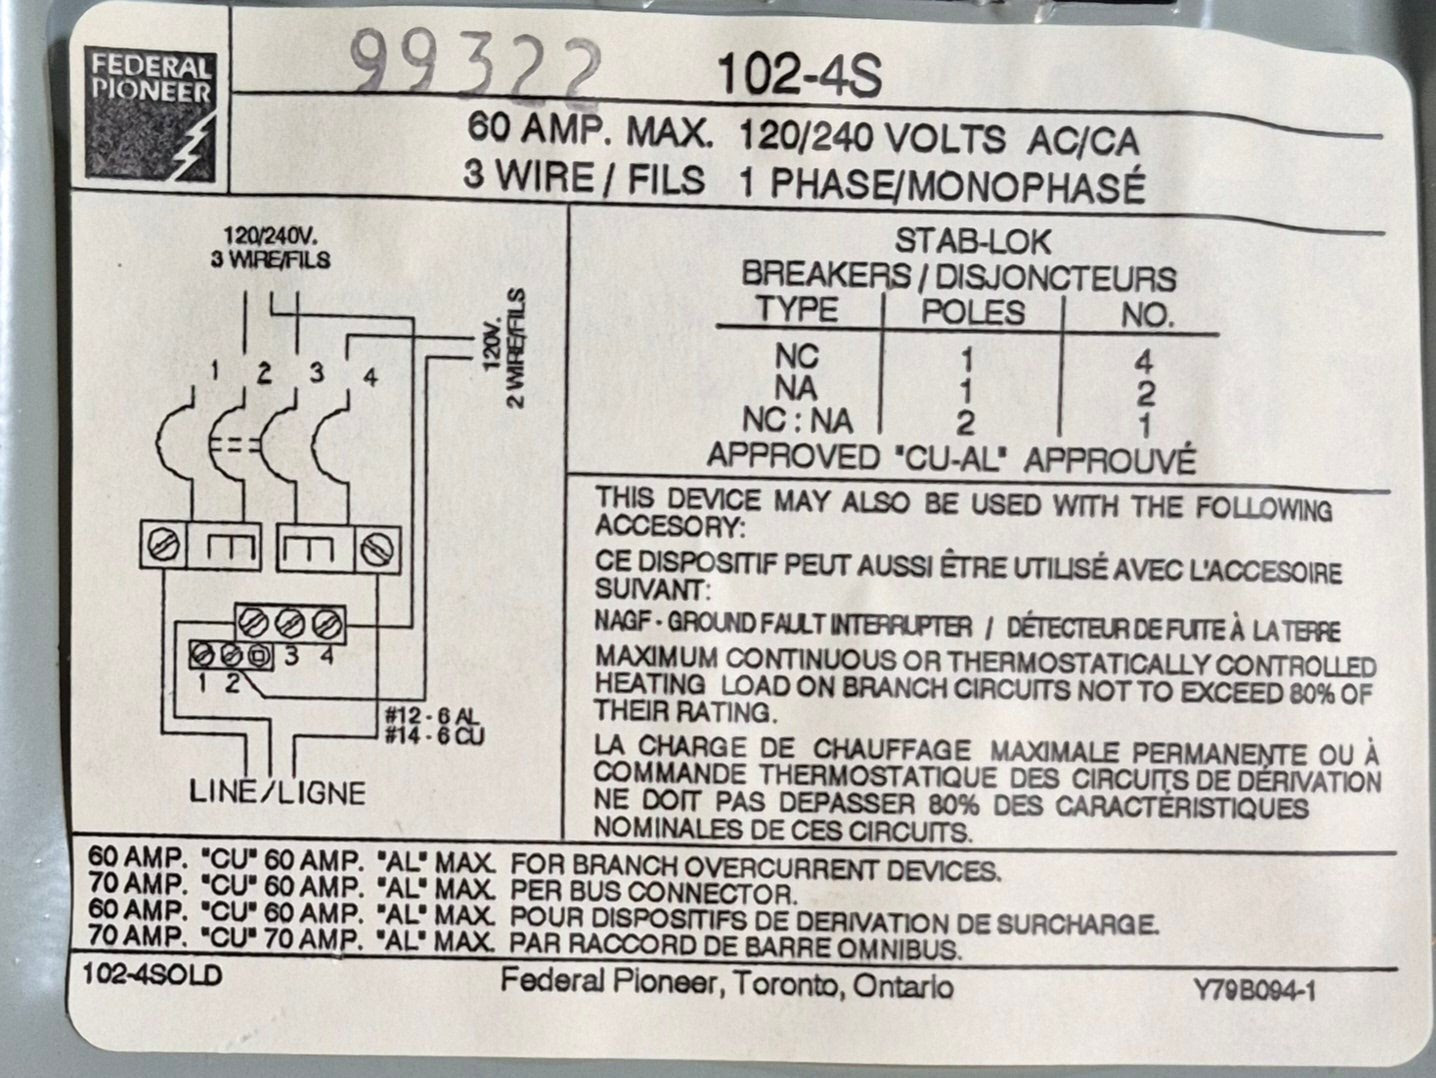 FEDERAL
PIONEER
99322
102-4S
60 AMP. MAX. 120/240 VOLTS AC/CA
3 WIRE / FILS 1 PHASE/MONOPHASÉ
120/240V.
3 WIRE/FILS
120V.
2 WIRE/FILS
1 2 3 4
3 4
1 2
#12 - 6 AL
#14 - 6 CU
LINE/LIGNE
STAB-LOK
BREAKERS / DISJONCTEURS
TYPE POLES NO.
NC 1 4
NA 1 2
NC : NA 2 1
APPROVED "CU-AL" APPROUVÉ
THIS DEVICE MAY ALSO BE USED WITH THE FOLLOWING
ACCESORY:
CE DISPOSITIF PEUT AUSSI ÊTRE UTILISÉ AVEC L'ACCESOIRE
SUIVANT:
NAGF - GROUND FAULT INTERRUPTER / DÉTECTEUR DE FUITE À LA TERRE
MAXIMUM CONTINUOUS OR THERMOSTATICALLY CONTROLLED
HEATING LOAD ON BRANCH CIRCUITS NOT TO EXCEED 80% OF
THEIR RATING.
LA CHARGE DE CHAUFFAGE MAXIMALE PERMANENTE OU À
COMMANDE THERMOSTATIQUE DES CIRCUITS DE DÉRIVATION
NE DOIT PAS DEPASSER 80% DES CARACTÉRISTIQUES
NOMINALES DE CES CIRCUITS.
60 AMP. "CU" 60 AMP. "AL" MAX. FOR BRANCH OVERCURRENT DEVICES.
70 AMP. "CU" 60 AMP. "AL" MAX. PER BUS CONNECTOR.
60 AMP. "CU" 60 AMP. "AL" MAX. POUR DISPOSITIFS DE DERIVATION DE SURCHARGE.
70 AMP. "CU" 70 AMP. "AL" MAX. PAR RACCORD DE BARRE OMNIBUS.
102-4SOLD
Federal Pioneer, Toronto, Ontario
Y79B094-1